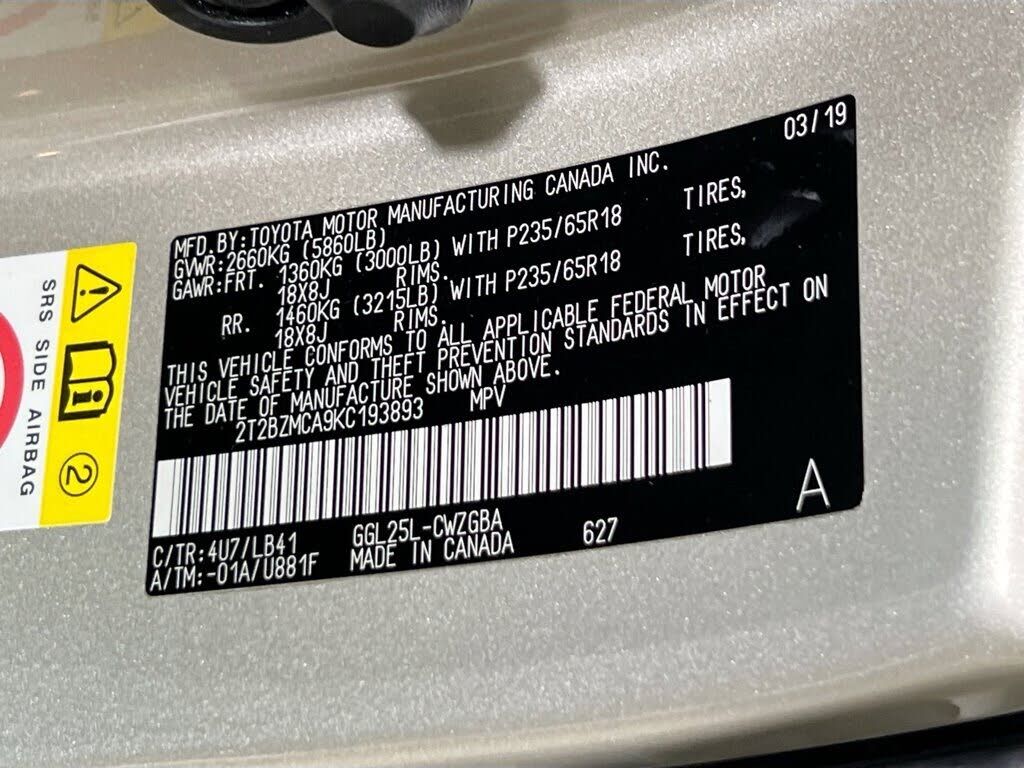 03/19
MFD.BY:TOYOTA MOTOR MANUFACTURING CANADA INC.
GVWR:2660KG (5860LB)
GAWR:FRT. 1360KG (3000LB) WITH P235/65R18 TIRES,
18X8J RIMS.
RR. 1460KG (3215LB) WITH P235/65R18 TIRES,
18X8J RIMS.
THIS VEHICLE CONFORMS TO ALL APPLICABLE FEDERAL MOTOR
VEHICLE SAFETY AND THEFT PREVENTION STANDARDS IN EFFECT ON
THE DATE OF MANUFACTURE SHOWN ABOVE.
2T2BZMCA9KC193893 MPV
A
C/TR:4U7/LB41 GGL25L-CWZGBA
A/TM:-01A/U881F MADE IN CANADA 627
SRS SIDE AIRBAG
2